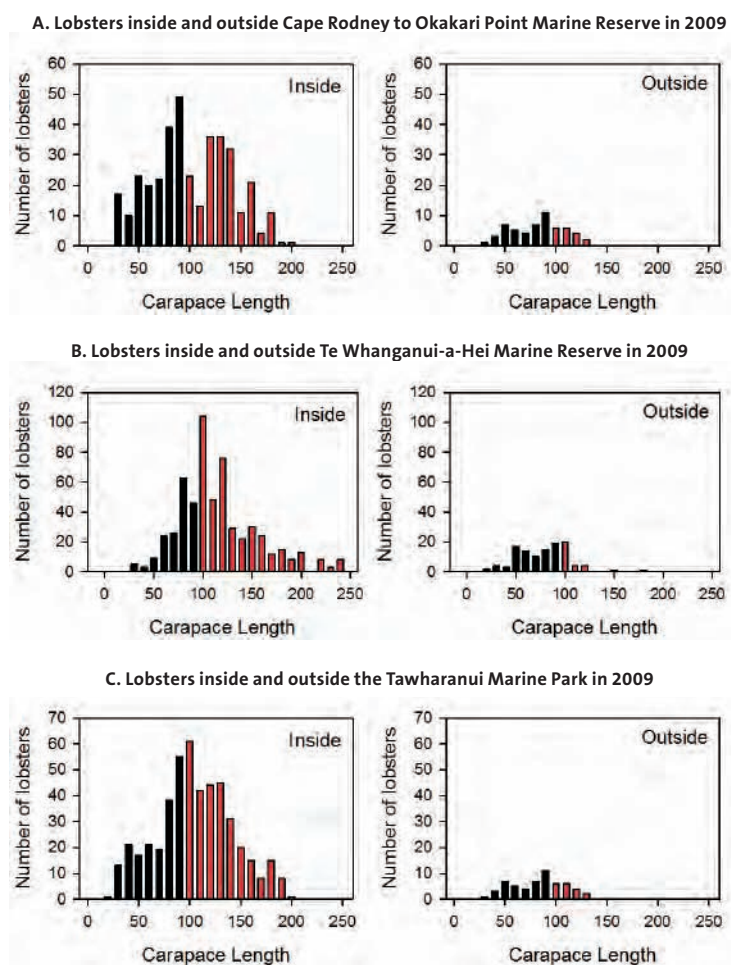 A. Lobsters inside and outside Cape Rodney to Okakari Point Marine Reserve in 2009
Number of lobsters
60
50
40
30
20
10
0
Inside
0 50 100 150 200 250
Carapace Length
Number of lobsters
60
50
40
30
20
10
0
Outside
0 50 100 150 200 250
Carapace Length
B. Lobsters inside and outside Te Whanganui-a-Hei Marine Reserve in 2009
Number of lobsters
120
100
80
60
40
20
0
Inside
0 50 100 150 200 250
Carapace Length
Number of lobsters
120
100
80
60
40
20
0
Outside
0 50 100 150 200 250
Carapace Length
C. Lobsters inside and outside the Tawharanui Marine Park in 2009
Number of lobsters
70
60
50
40
30
20
10
0
Inside
0 50 100 150 200 250
Carapace Length
Number of lobsters
70
60
50
40
30
20
10
0
Outside
0 50 100 150 200 250
Carapace Length